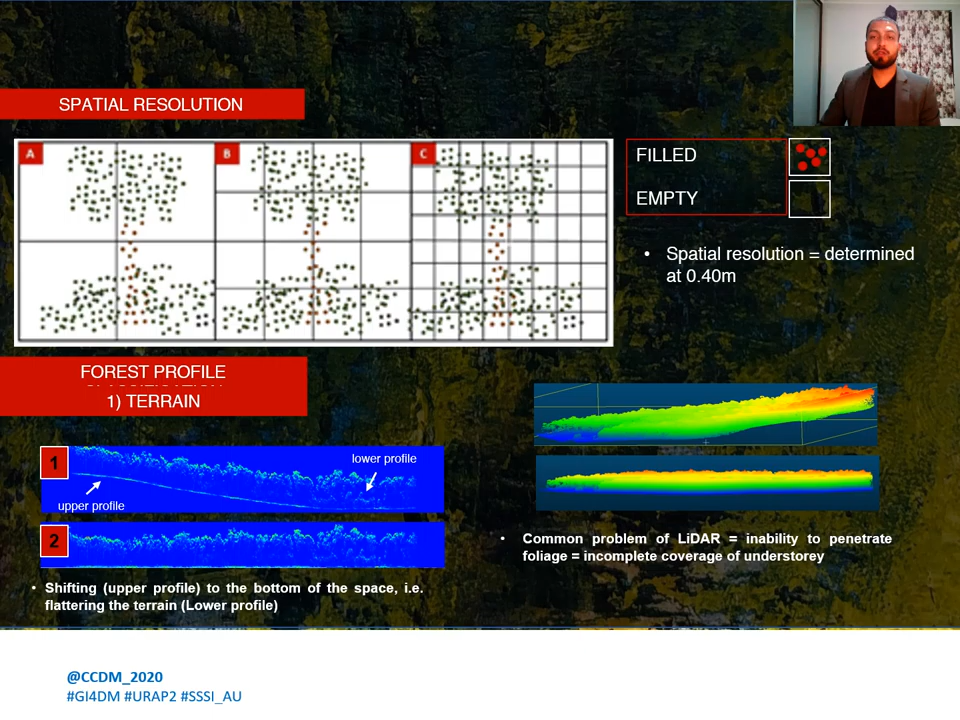 SPATIAL RESOLUTION
A
B
C
FILLED
EMPTY
• Spatial resolution = determined
at 0.40m
FOREST PROFILE
1) TERRAIN
1
lower profile
upper profile
2
• Shifting (upper profile) to the bottom of the space, i.e.
flattering the terrain (Lower profile)
• Common problem of LiDAR = inability to penetrate
foliage = incomplete coverage of understorey
@CCDM_2020
#GI4DM #URAP2 #SSSI_AU